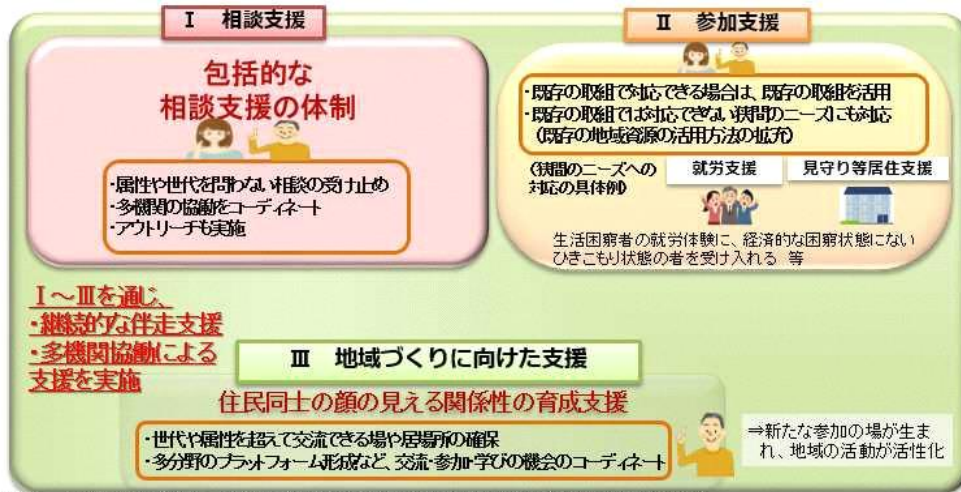 Ⅰ 相談支援
包括的な
相談支援の体制
・属性や世代を問わない相談の受け止め
・多機関の協働をコーディネート
・アウトリーチも実施
Ⅱ 参加支援
・既存の取組で対応できる場合は、既存の取組を活用
・既存の取組では対応できない狭間のニーズにも対応
（既存の地域資源の活用方法の拡充）
（狭間のニーズへの
対応の具体例）
就労支援
見守り等居住支援
生活困窮者の就労体験に、経済的な困窮状態にない
ひきこもり状態の者を受け入れる 等
Ⅰ～Ⅲを通じ、
・継続的な伴走支援
・多機関協働による
支援を実施
Ⅲ 地域づくりに向けた支援
住民同士の顔の見える関係性の育成支援
・世代や属性を超えて交流できる場や居場所の確保
・多分野のプラットフォーム形成など、交流・参加・学びの機会のコーディネート
⇒新たな参加の場が生ま
れ、地域の活動が活性化